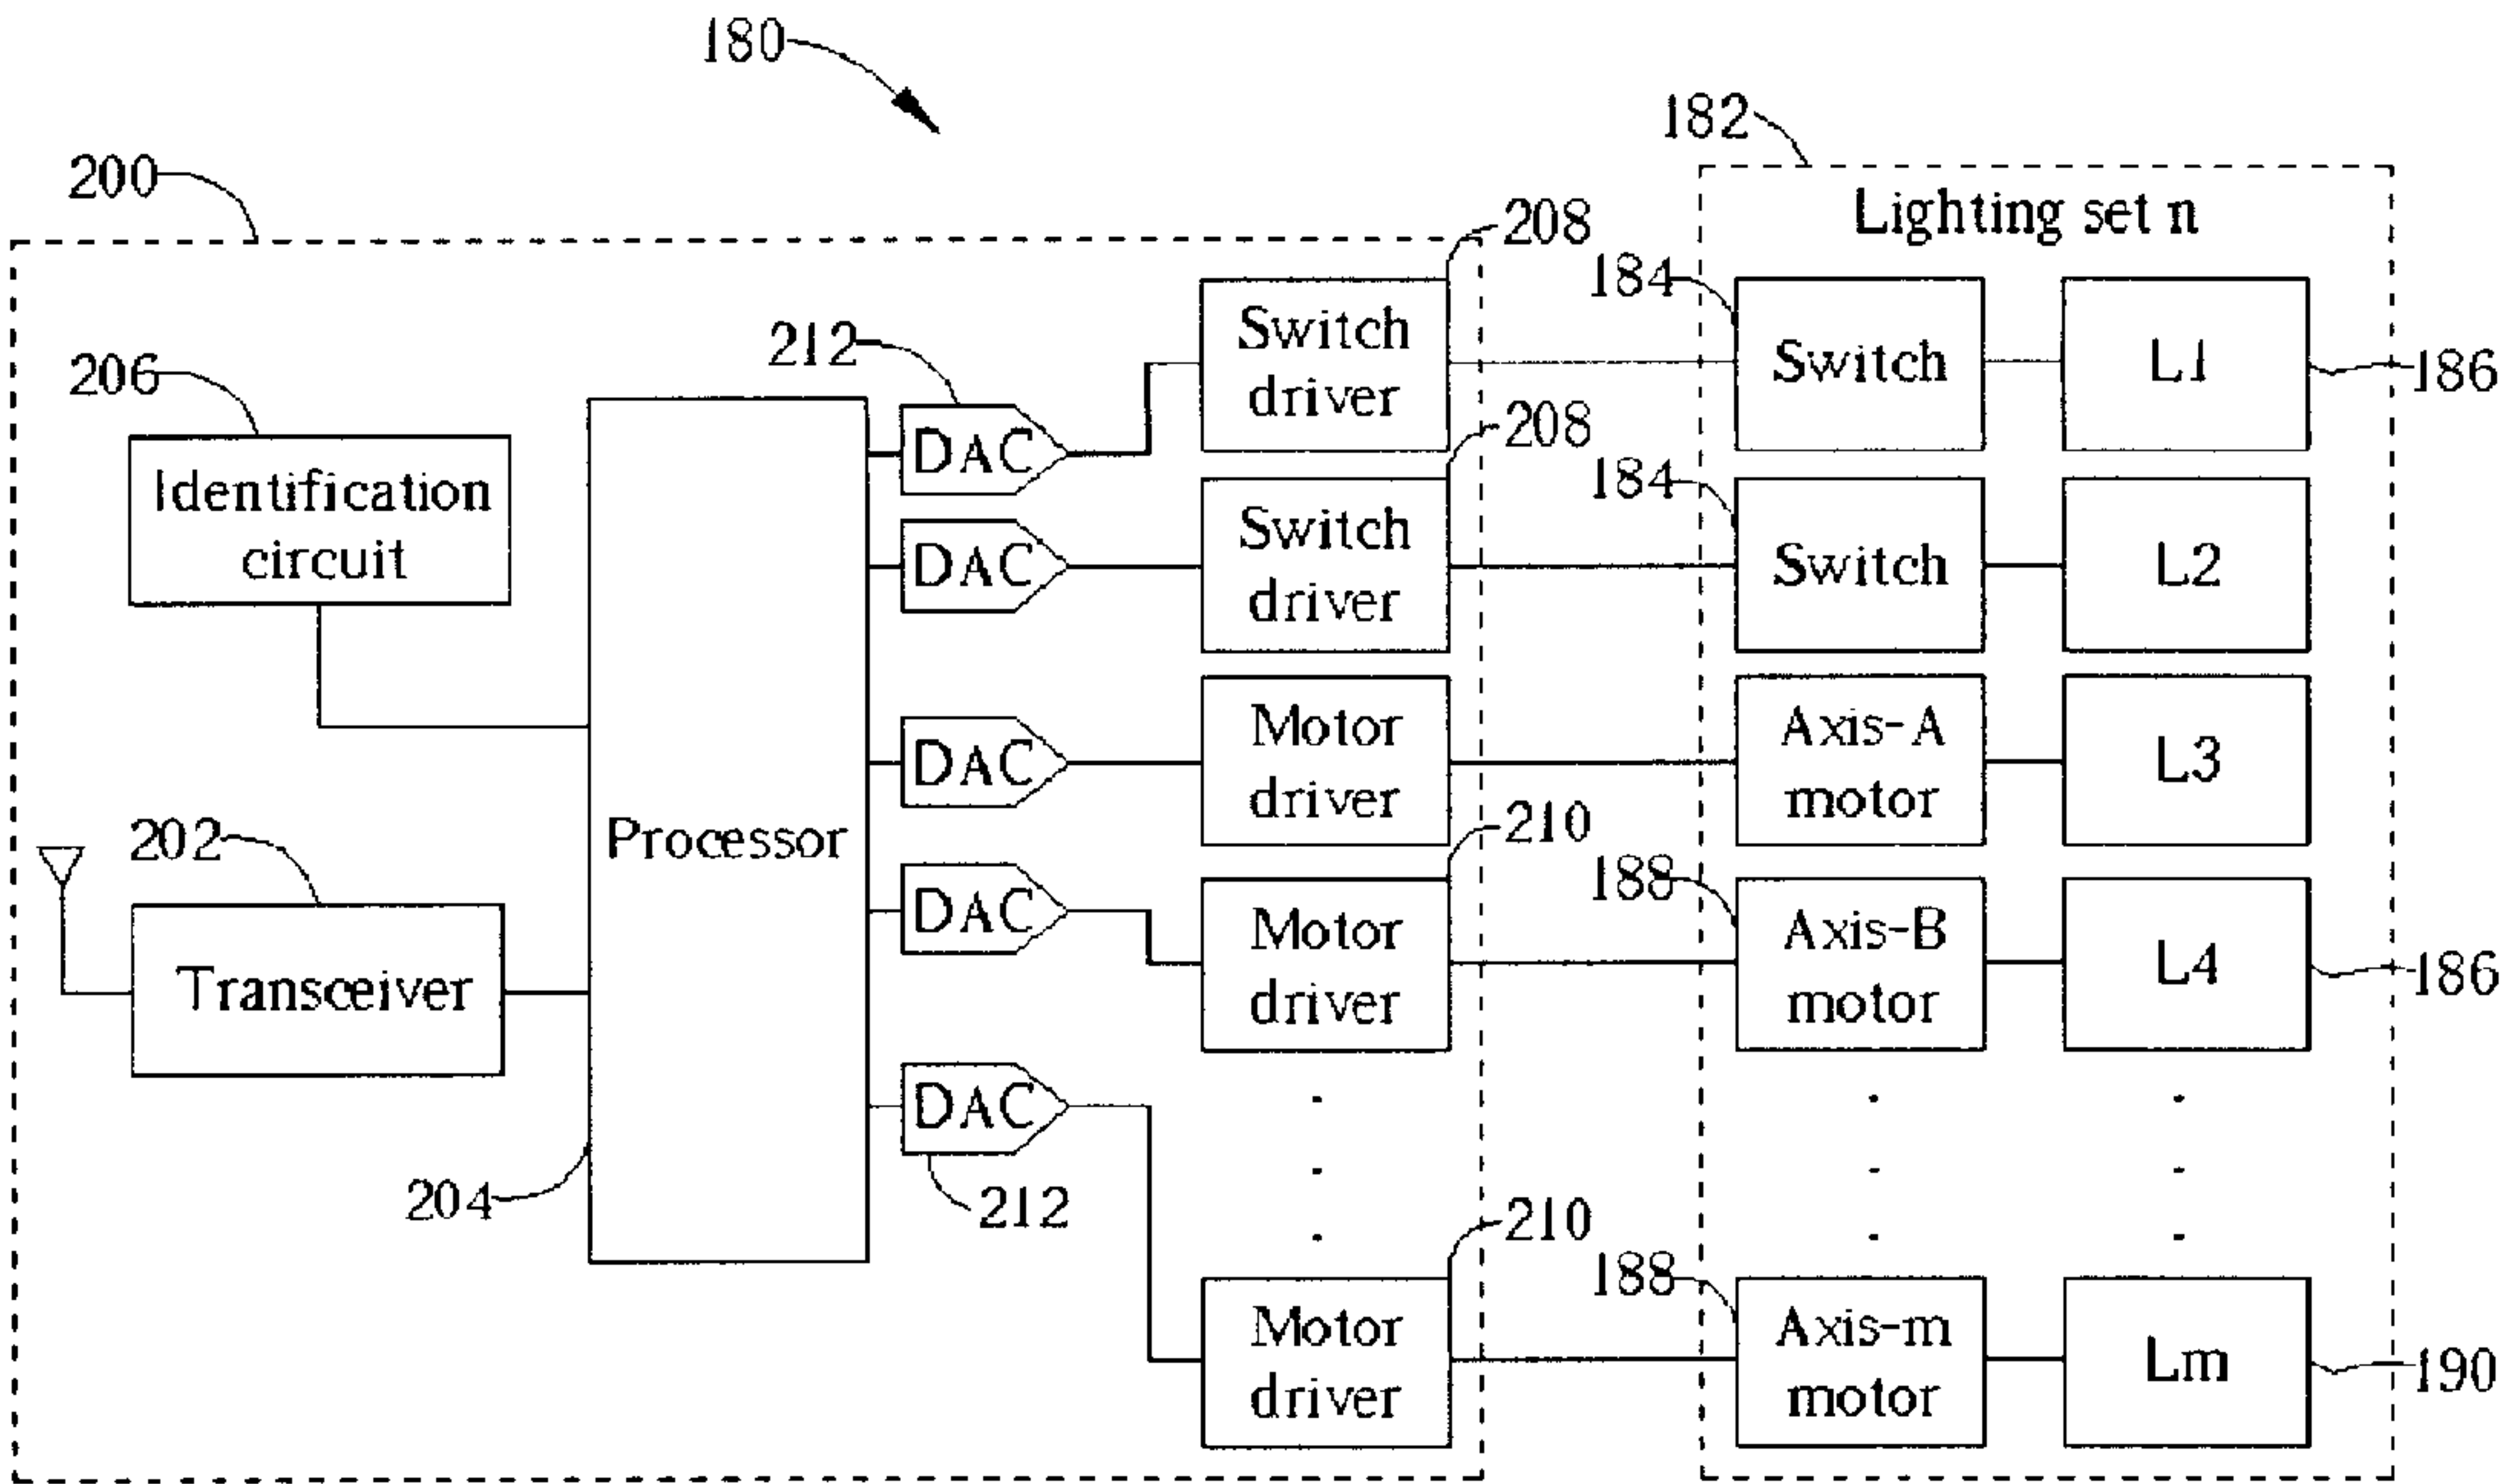 180
182
200
Lighting set n
208
184
Switch
driver
Switch
L1
186
212
206
DAC
208
184
Identification
circuit
Switch
driver
Switch
L2
DAC
Motor
driver
Axis-A
motor
L3
DAC
Processor
202
210
188
Transceiver
DAC
Motor
driver
Axis-B
motor
L4
186
DAC
204
212
210
188
Motor
driver
Axis-m
motor
Lm
190